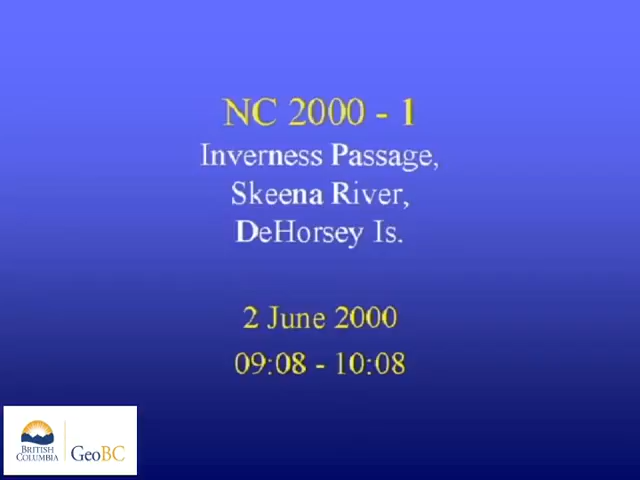 NC 2000 - 1
Inverness Passage,
Skeena River,
DeHorsey Is.
2 June 2000
09:08 - 10:08
BRITISH
COLUMBIA
GeoBC